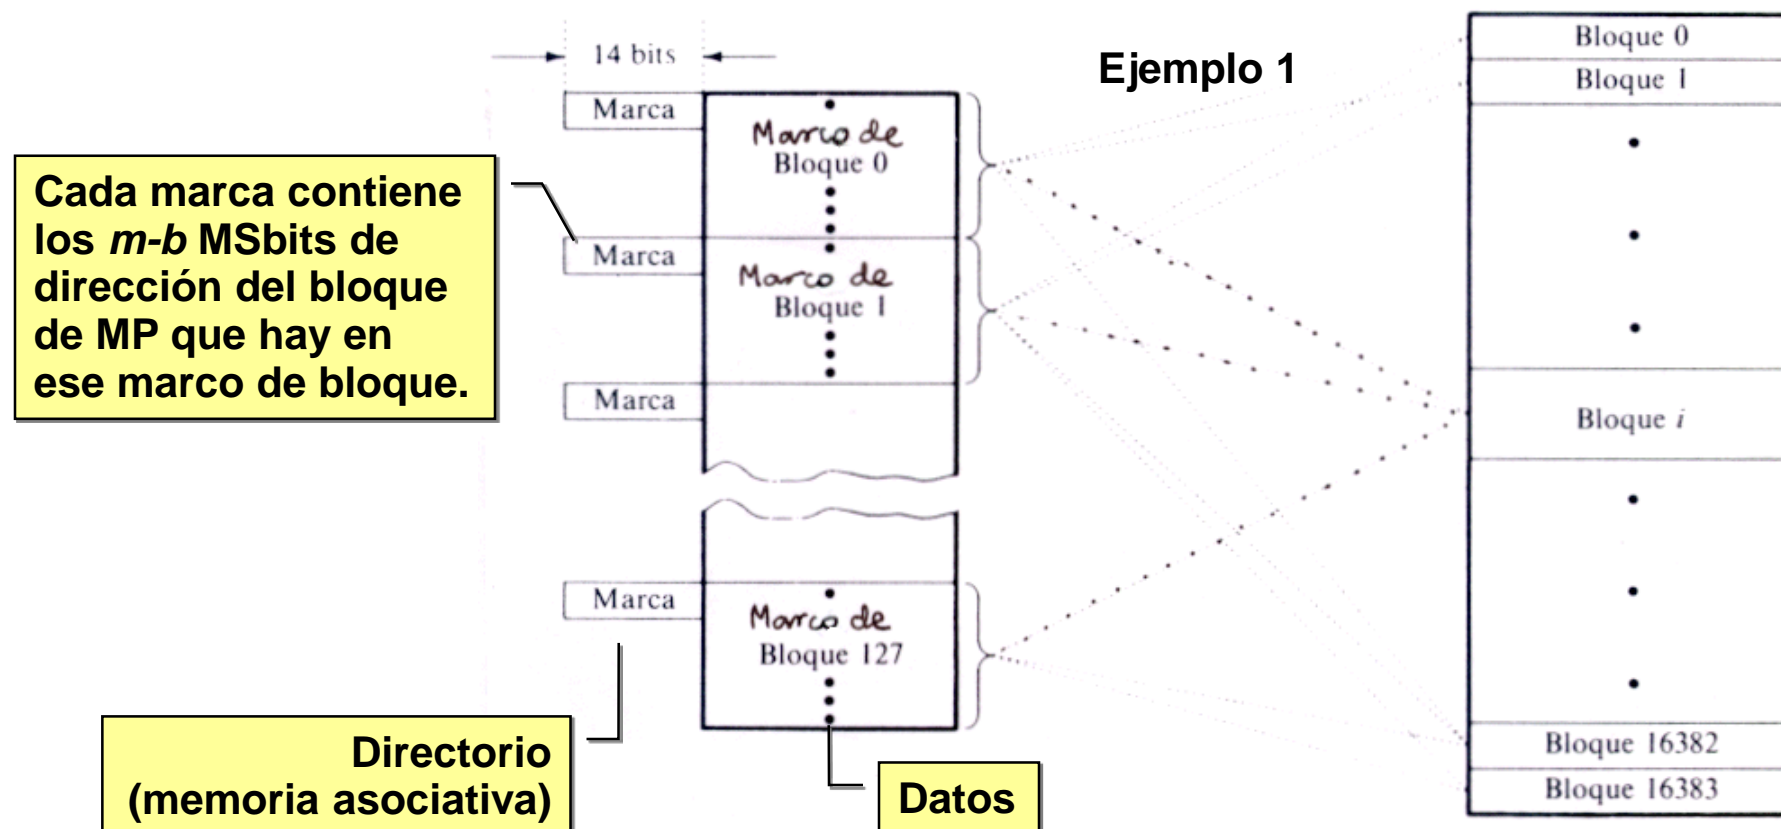 14 bits
Ejemplo 1
Marca
Marco de
Bloque 0
Cada marca contiene
los m-b MSbits de
dirección del bloque
de MP que hay en
ese marco de bloque.
Marca
Marco de
Bloque 1
Marca
Marca
Marco de
Bloque 127
Directorio
(memoria asociativa)
Datos
Bloque 0
Bloque 1
Bloque i
Bloque 16382
Bloque 16383